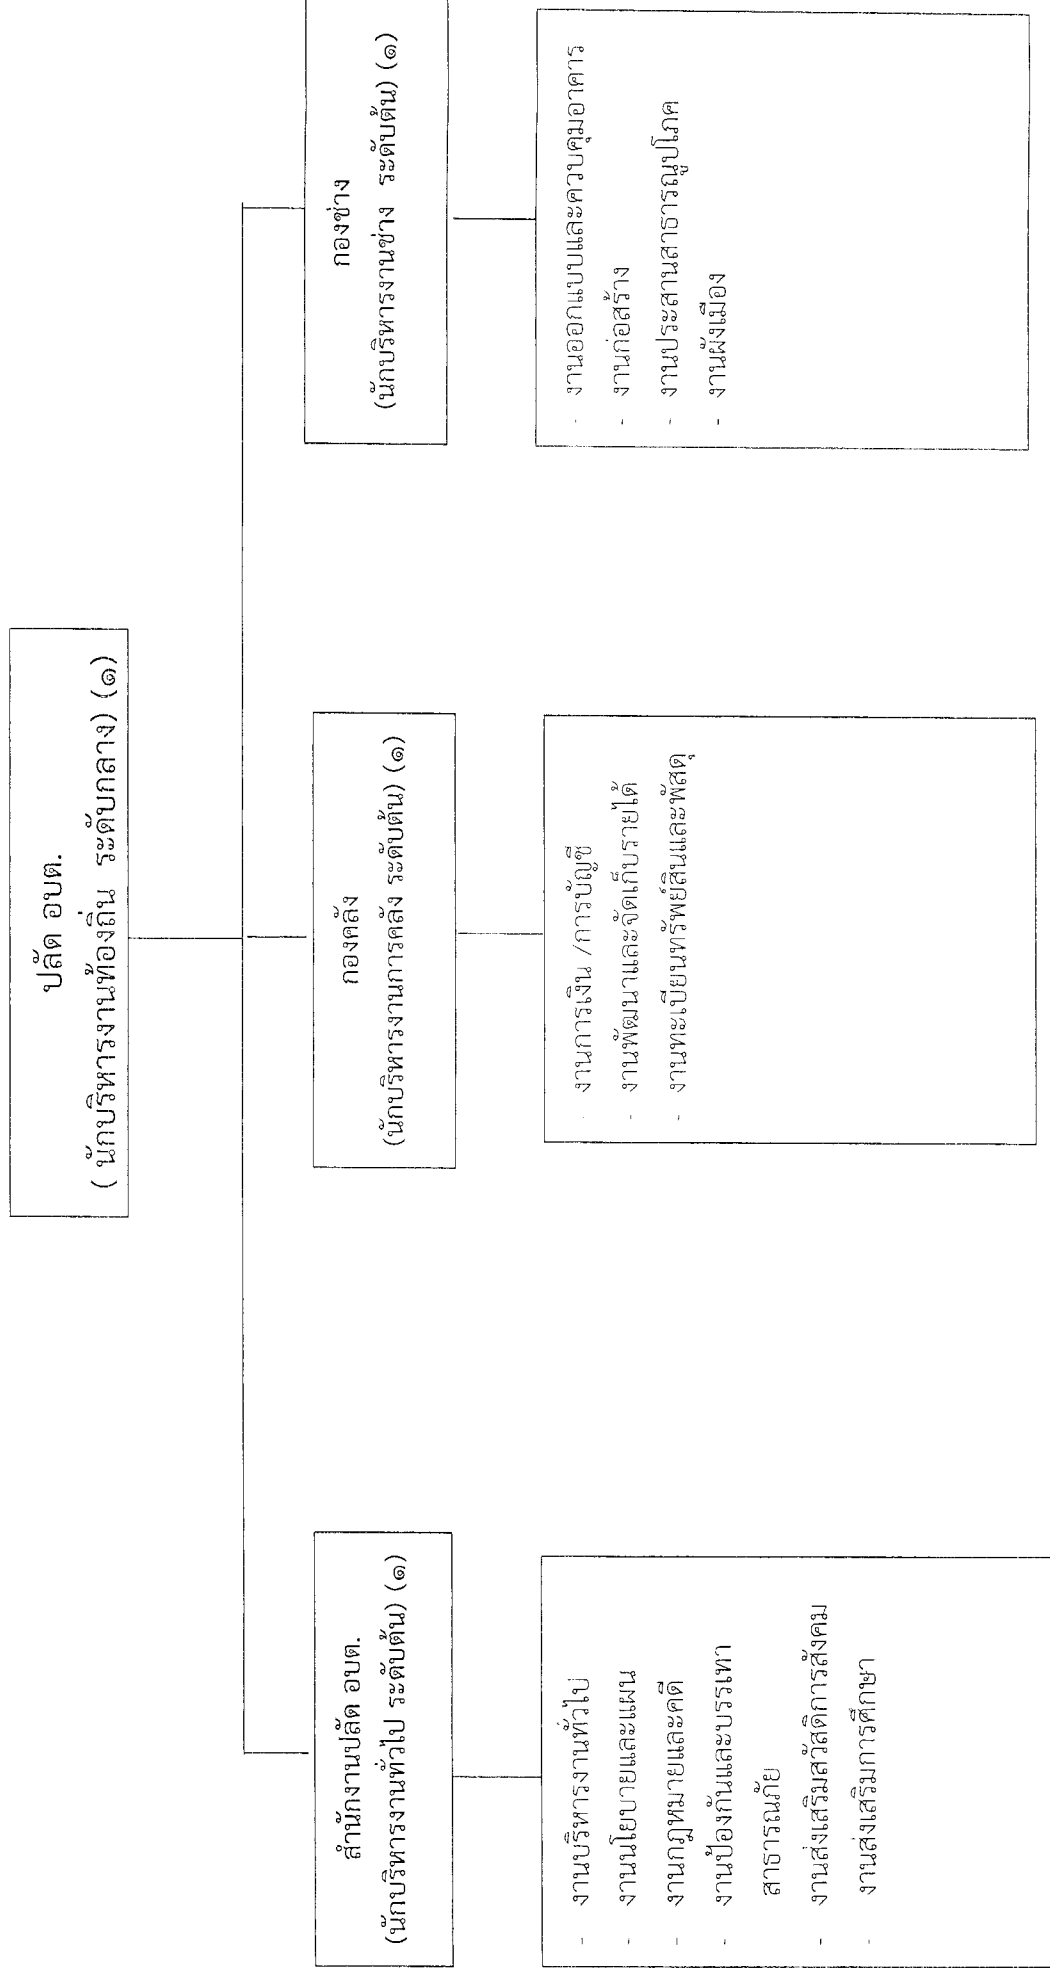 ปลัด อบต.
( นักบริหารงานท้องถิ่น ระดับกลาง) (๑)
สำนักงานปลัด อบต.
(นักบริหารงานทั่วไป ระดับต้น) (๑)
- งานบริหารงานทั่วไป
- งานนโยบายและแผน
- งานกฎหมายและคดี
- งานป้องกันและบรรเทา
สาธารณภัย
- งานส่งเสริมสวัสดิการสังคม
- งานส่งเสริมการศึกษา
กองคลัง
(นักบริหารงานการคลัง ระดับต้น) (๑)
- งานการเงิน /การบัญชี
- งานพัฒนาและจัดเก็บรายได้
- งานทะเบียนทรัพย์สินและพัสดุ
กองช่าง
(นักบริหารงานช่าง ระดับต้น) (๑)
- งานออกแบบและควบคุมอาคาร
- งานก่อสร้าง
- งานประสานสาธารณูปโภค
- งานผังเมือง